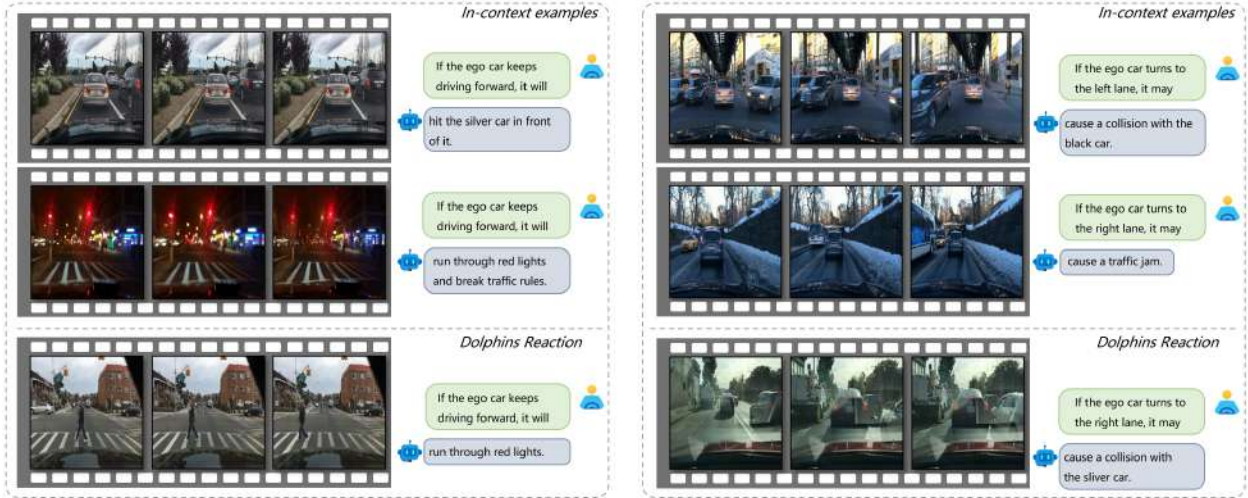 In-context examples
If the ego car keeps
driving forward, it will
hit the silver car in front
of it.
If the ego car keeps
driving forward, it will
run through red lights
and break traffic rules.
Dolphins Reaction
If the ego car keeps
driving forward, it will
run through red lights.
In-context examples
If the ego car turns to
the left lane, it may
cause a collision with the
black car.
If the ego car turns to
the right lane, it may
cause a traffic jam.
Dolphins Reaction
If the ego car turns to
the right lane, it may
cause a collision with
the sliver car.